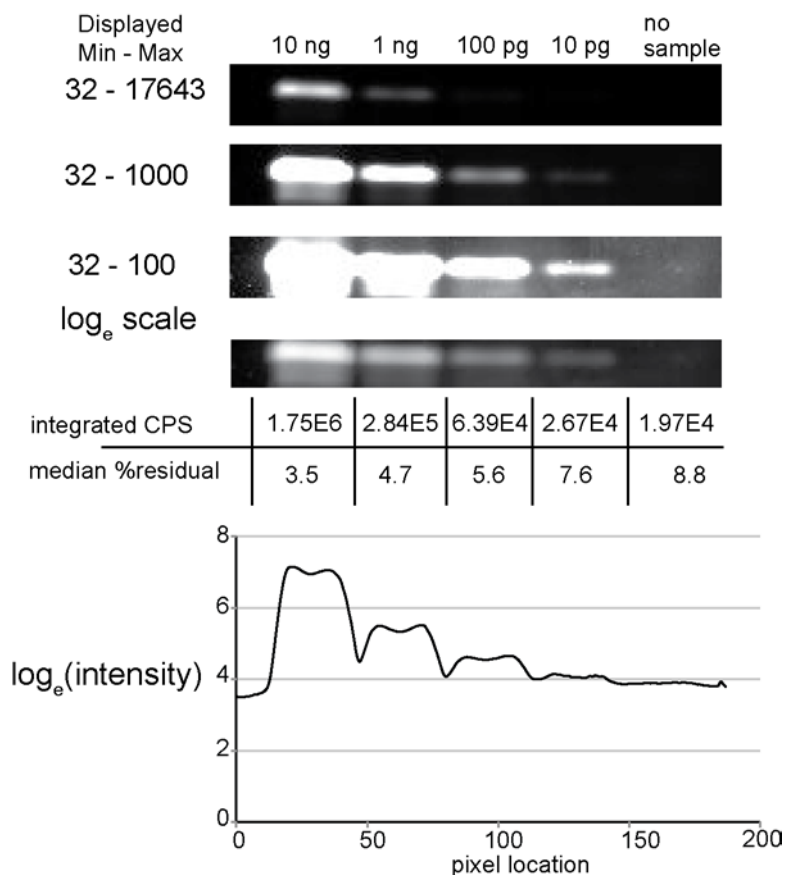 Displayed
Min - Max
10 ng 1 ng 100 pg 10 pg no sample
32 - 17643
32 - 1000
32 - 100
logₑ scale
integrated CPS 1.75E6 2.84E5 6.39E4 2.67E4 1.97E4
median %residual 3.5 4.7 5.6 7.6 8.8
8
6
4
2
0
logₑ(intensity)
0 50 100 150 200
pixel location